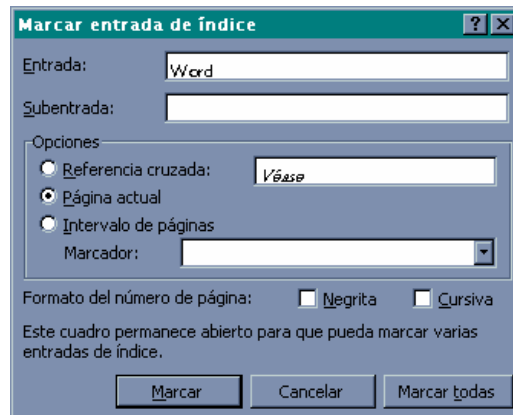 Marcar entrada de índice
Entrada: Word
Subentrada:
Opciones
Referencia cruzada: Véase
Página actual
Intervalo de páginas
Marcador:
Formato del número de página: Negrita Cursiva
Este cuadro permanece abierto para que pueda marcar varias
entradas de índice.
Marcar Cancelar Marcar todas